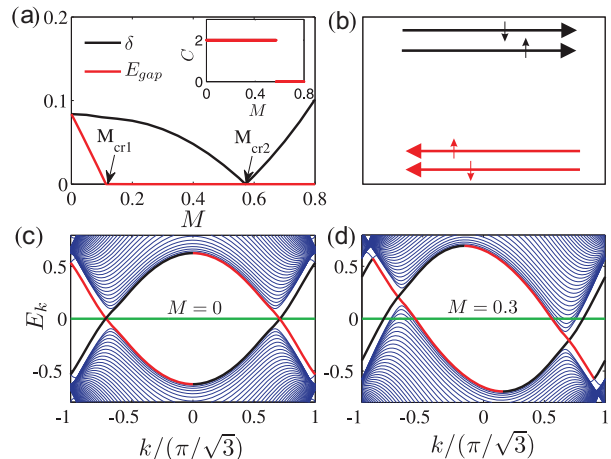 (a)
δ
E_gap
C
2
0
0
0.4
0.8
M
M_cr1
M_cr2
0.2
0.1
0
0
0.2
0.4
0.6
0.8
M
(b)
(c)
E_k
0.5
0
-0.5
M = 0
-1
-0.5
0
0.5
1
k/(π/√3)
(d)
0.5
0
-0.5
M = 0.3
-1
-0.5
0
0.5
1
k/(π/√3)